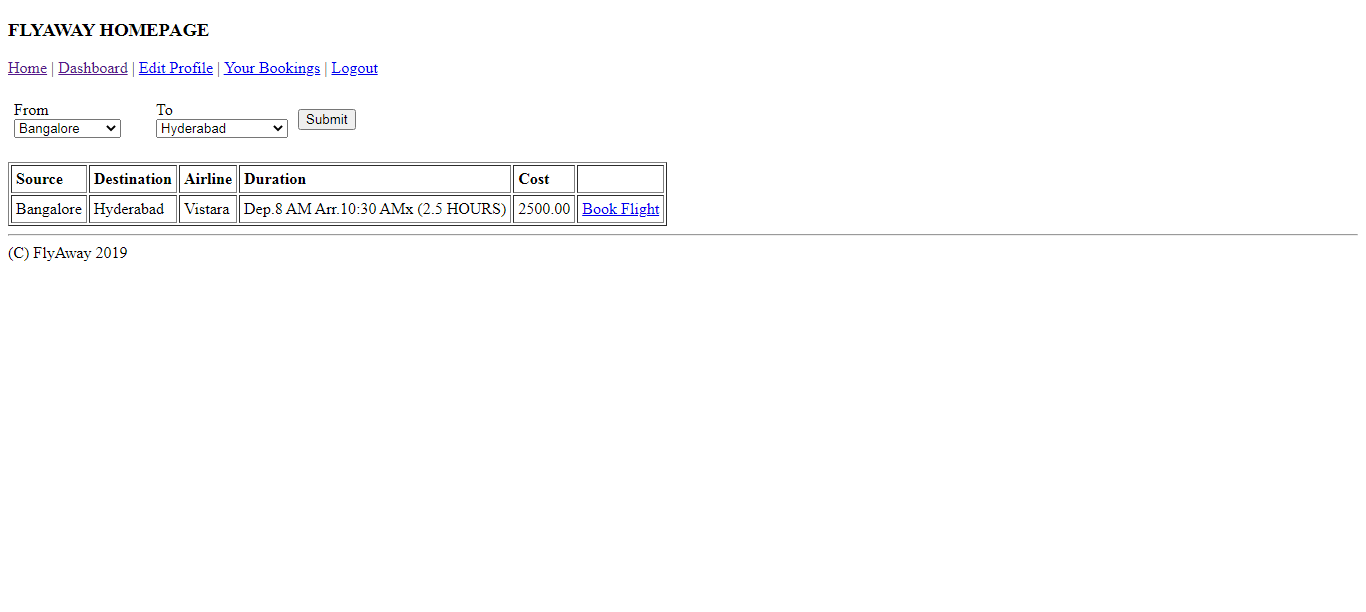 FLYAWAY HOMEPAGE
Home | Dashboard | Edit Profile | Your Bookings | Logout
From To
Bangalore Hyderabad Submit
Source Destination Airline Duration Cost
Bangalore Hyderabad Vistara Dep.8 AM Arr.10:30 AMx (2.5 HOURS) 2500.00 Book Flight
(C) FlyAway 2019